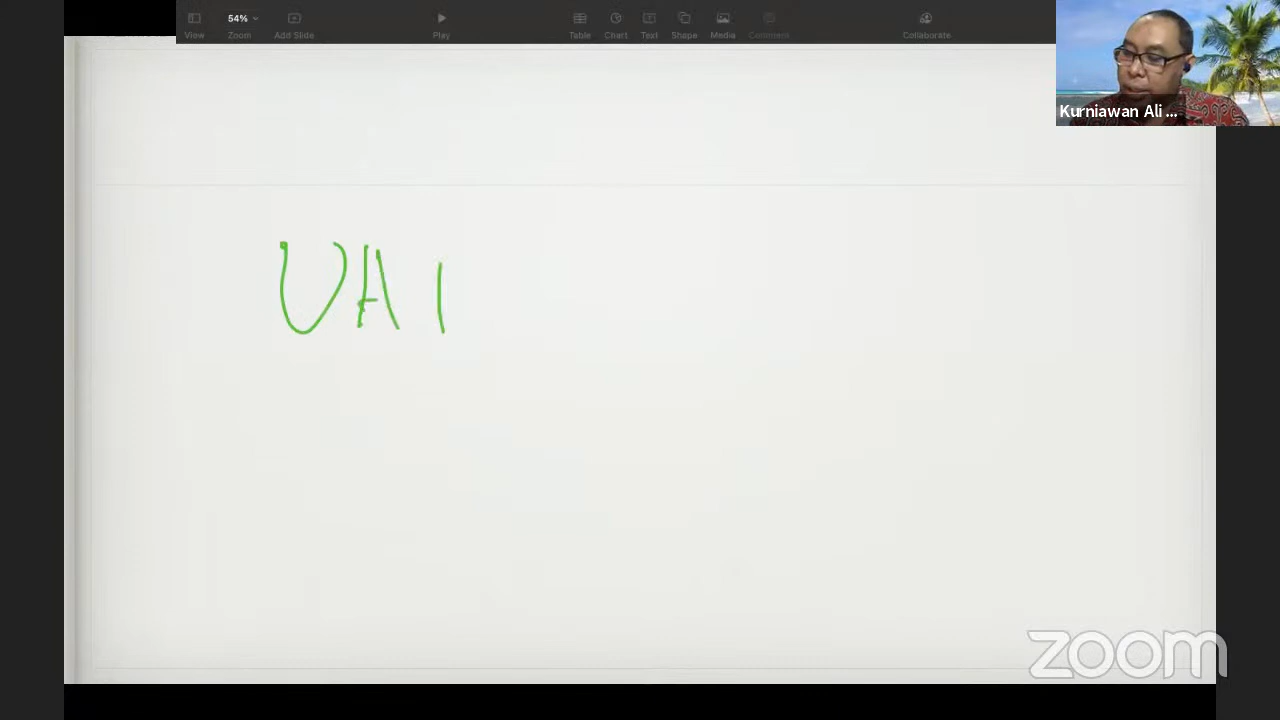 54%
View Zoom Add Slide Play Table Chart Text Shape Media Comment Collaborate
Kurniawan Ali ...
UAI
zoom